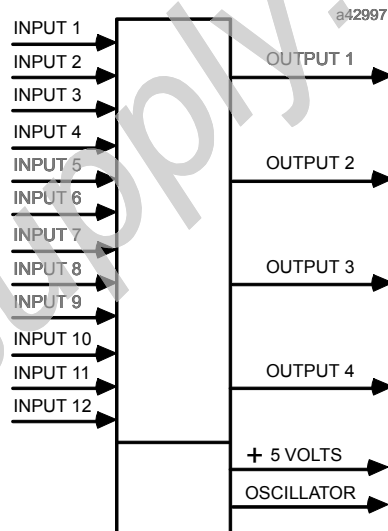 a42997
INPUT 1
INPUT 2
INPUT 3
INPUT 4
INPUT 5
INPUT 6
INPUT 7
INPUT 8
INPUT 9
INPUT 10
INPUT 11
INPUT 12
OUTPUT 1
OUTPUT 2
OUTPUT 3
OUTPUT 4
+ 5 VOLTS
OSCILLATOR
supply.